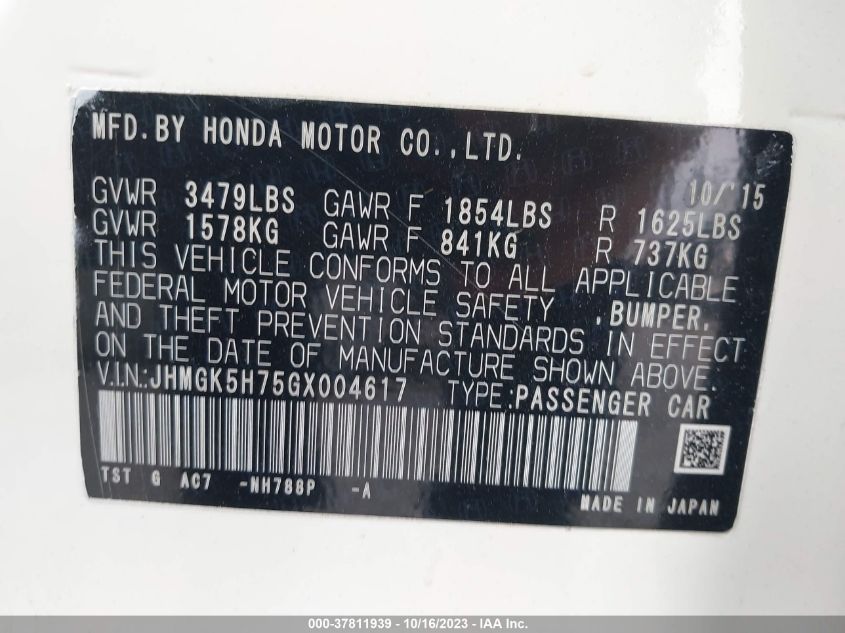 MFD.BY HONDA MOTOR CO.,LTD.
10/'15
GVWR 3479LBS GAWR F 1854LBS R 1625LBS
GVWR 1578KG GAWR F 841KG R 737KG
THIS VEHICLE CONFORMS TO ALL APPLICABLE
FEDERAL MOTOR VEHICLE SAFETY ,BUMPER,
AND THEFT PREVENTION STANDARDS IN EFFECT
ON THE DATE OF MANUFACTURE SHOWN ABOVE.
V.IN.:JHMGK5H75GX004617 TYPE:PASSENGER CAR
TST G AC7 -NH788P -A
MADE IN JAPAN
000-37811939 - 10/16/2023 - IAA Inc.